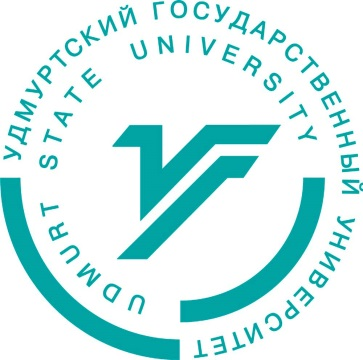 УДМУРТСКИЙ ГОСУДАРСТВЕННЫЙ УНИВЕРСИТЕТ
UDMURT STATE UNIVERSITY